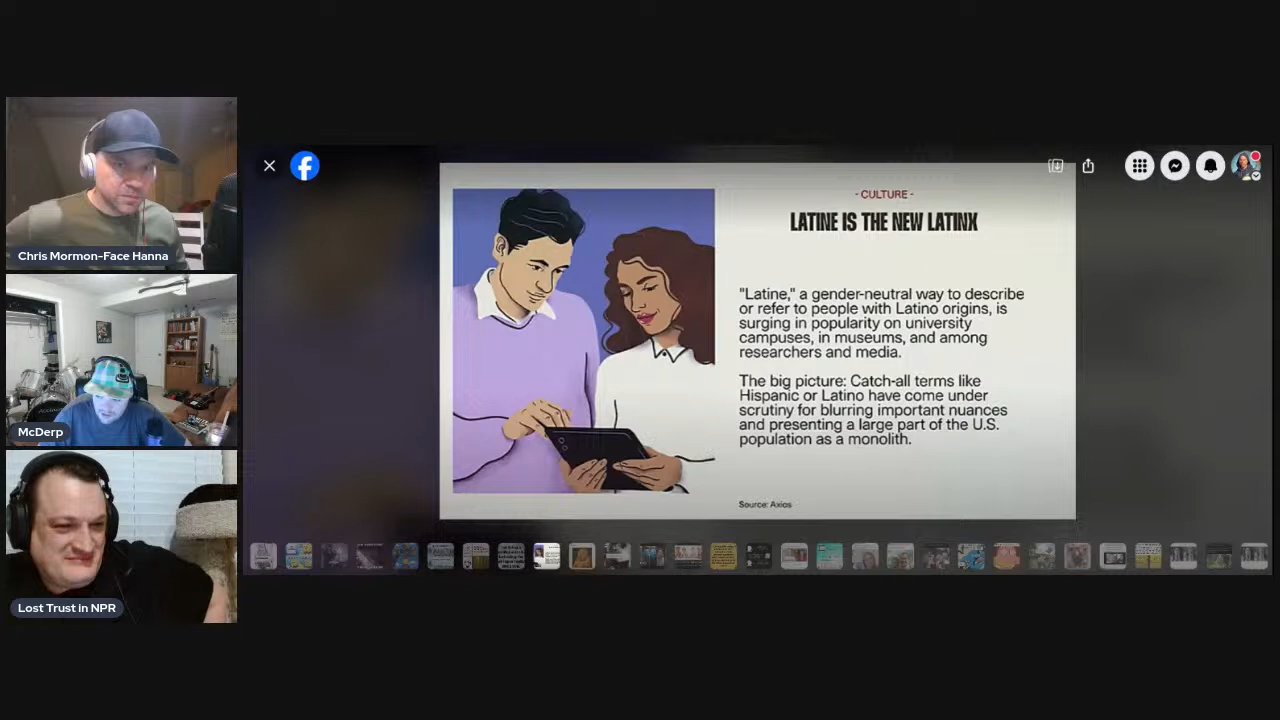 Chris Mormon-Face Hanna
McDerp
Lost Trust in NPR
- CULTURE -
LATINE IS THE NEW LATINX
"Latine," a gender-neutral way to describe
or refer to people with Latino origins, is
surging in popularity on university
campuses, in museums, and among
researchers and media.
The big picture: Catch-all terms like
Hispanic or Latino have come under
scrutiny for blurring important nuances
and presenting a large part of the U.S.
population as a monolith.
Source: Axios